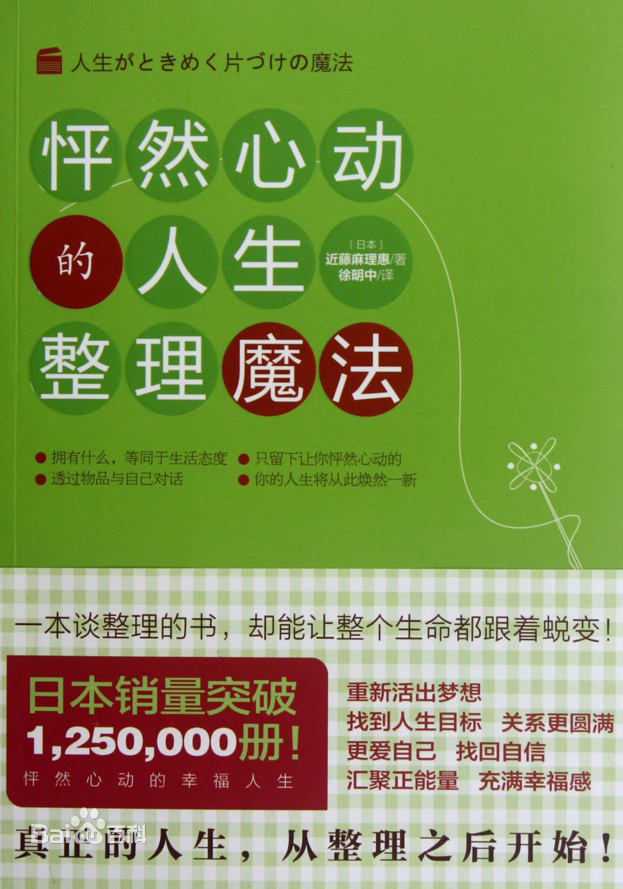 人生がときめく片づけの魔法
怦然心动
的人生
[日本]
近藤麻理惠/著
徐明中/译
整理魔法
●拥有什么，等同于生活态度 ●只留下让你怦然心动的
●透过物品与自己对话 ●你的人生将从此焕然一新
一本谈整理的书，却能让整个生命都跟着蜕变！
日本销量突破
1,250,000册！
怦然心动的幸福人生
重新活出梦想
找到人生目标 关系更圆满
更爱自己 找回自信
汇聚正能量 充满幸福感
Baidu百科
真正的人生，从整理之后开始！